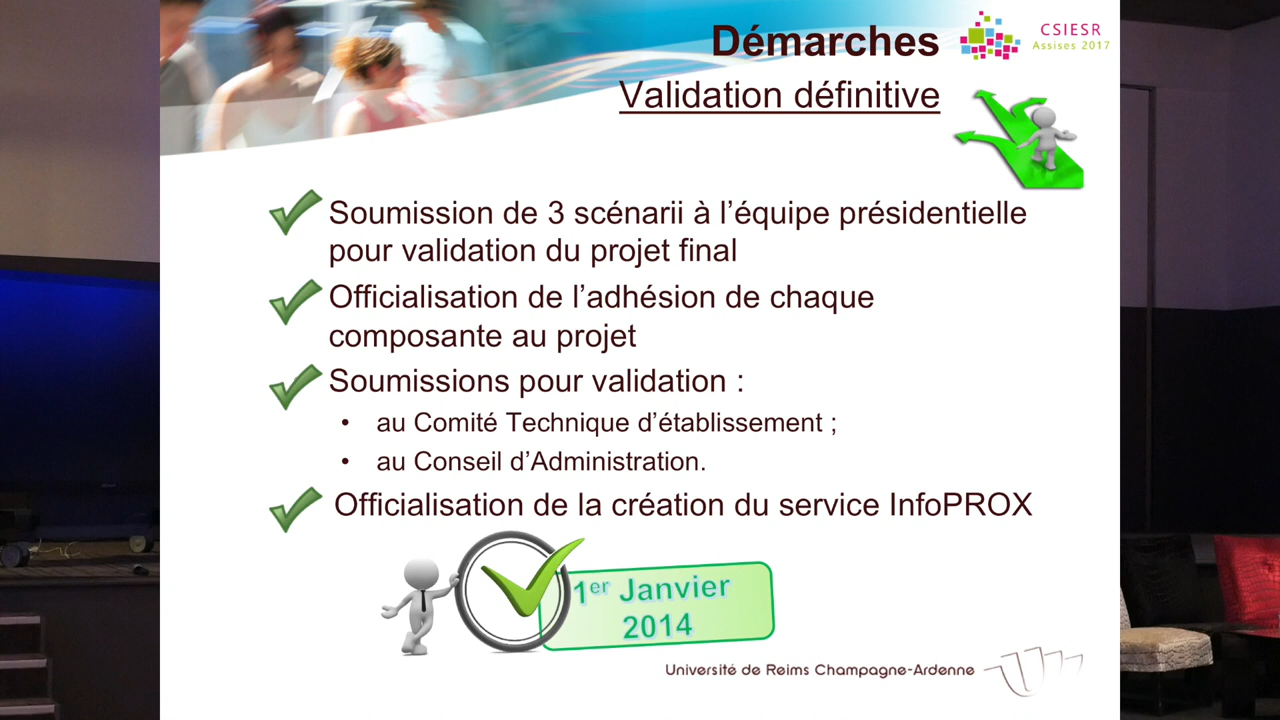 Démarches
CSIESR
Assises 2017
Validation définitive
Soumission de 3 scénarii à l’équipe présidentielle
pour validation du projet final
Officialisation de l’adhésion de chaque
composante au projet
Soumissions pour validation :
• au Comité Technique d’établissement ;
• au Conseil d’Administration.
Officialisation de la création du service InfoPROX
1er Janvier
2014
Université de Reims Champagne-Ardenne